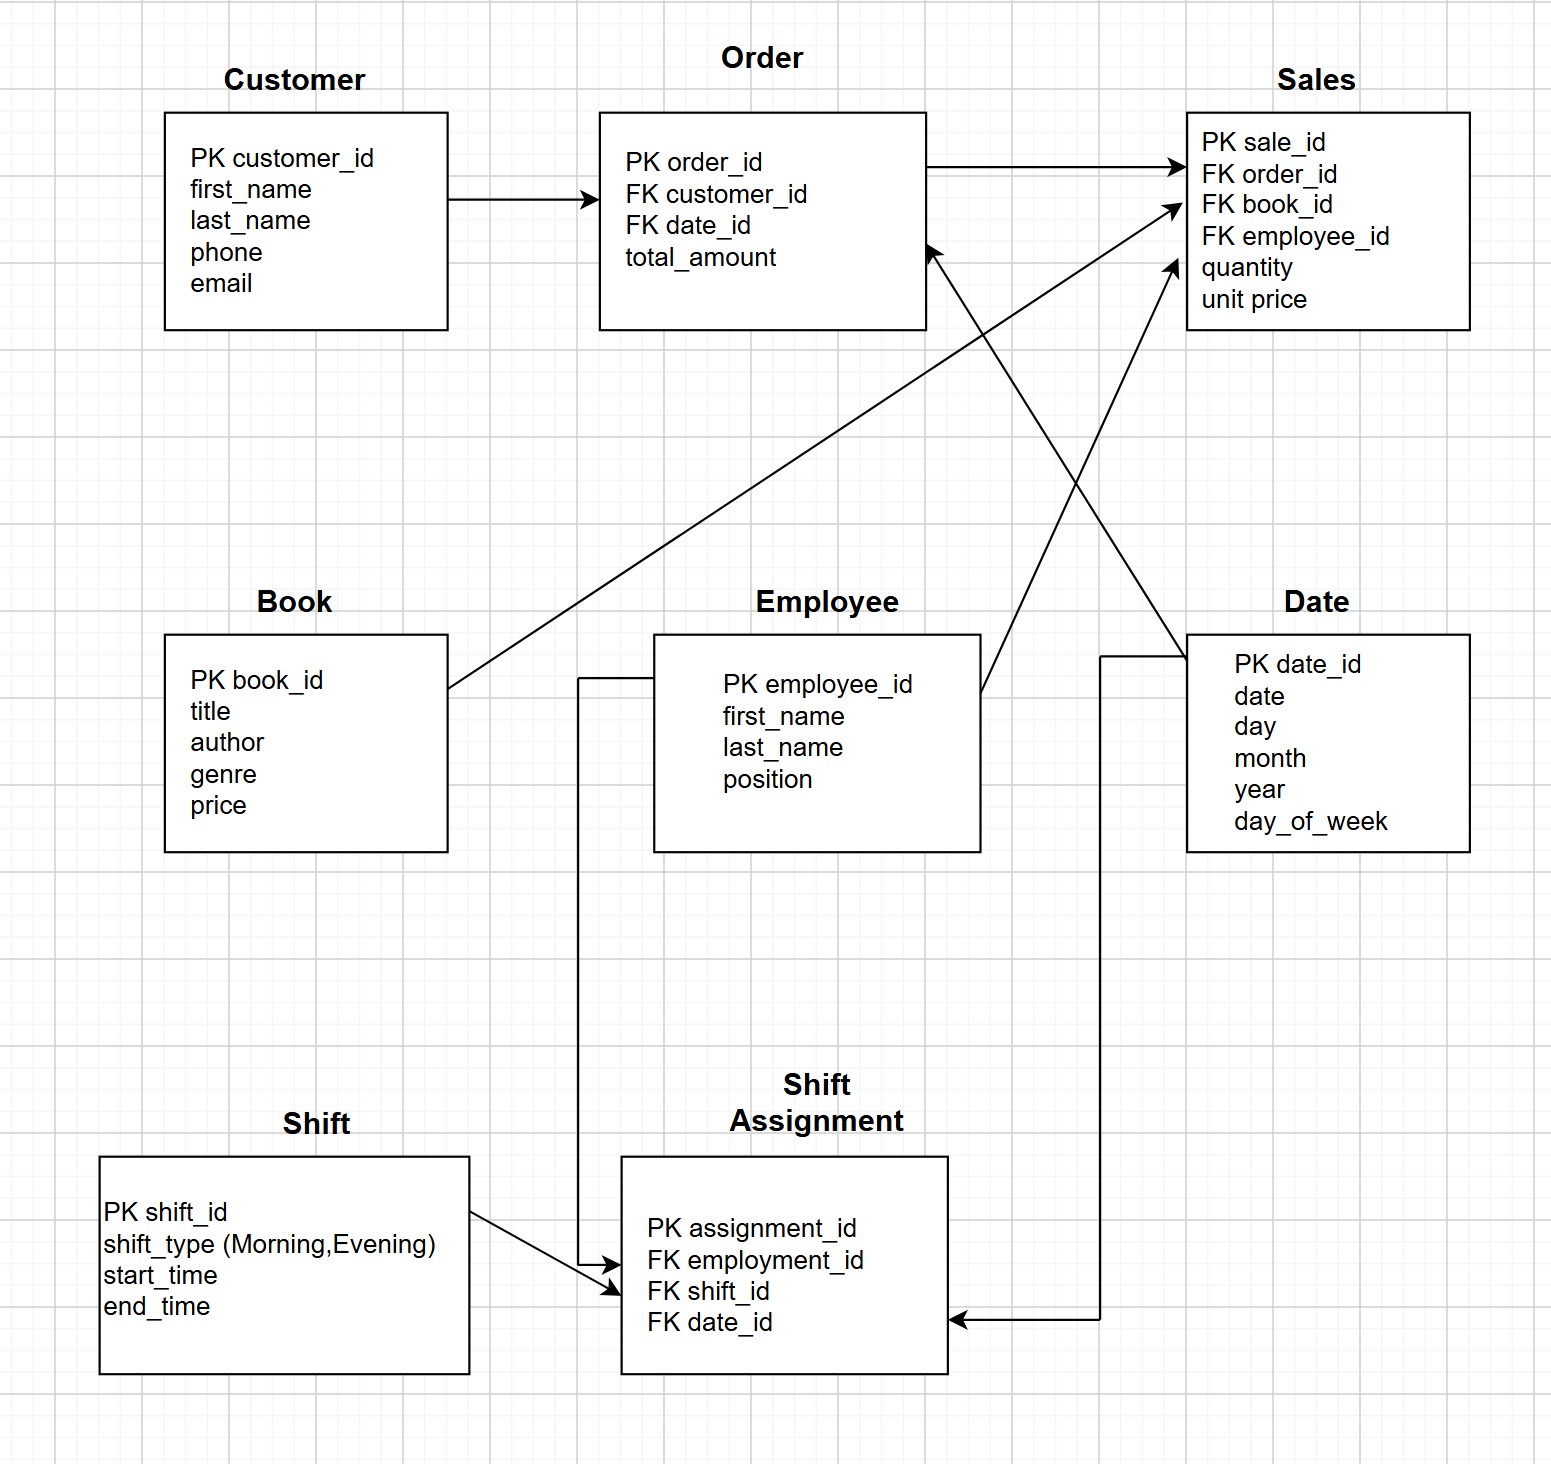 Customer
PK customer_id
first_name
last_name
phone
email
Order
PK order_id
FK customer_id
FK date_id
total_amount
Sales
PK sale_id
FK order_id
FK book_id
FK employee_id
quantity
unit price
Book
PK book_id
title
author
genre
price
Employee
PK employee_id
first_name
last_name
position
Date
PK date_id
date
day
month
year
day_of_week
Shift
PK shift_id
shift_type (Morning,Evening)
start_time
end_time
Shift
Assignment
PK assignment_id
FK employment_id
FK shift_id
FK date_id